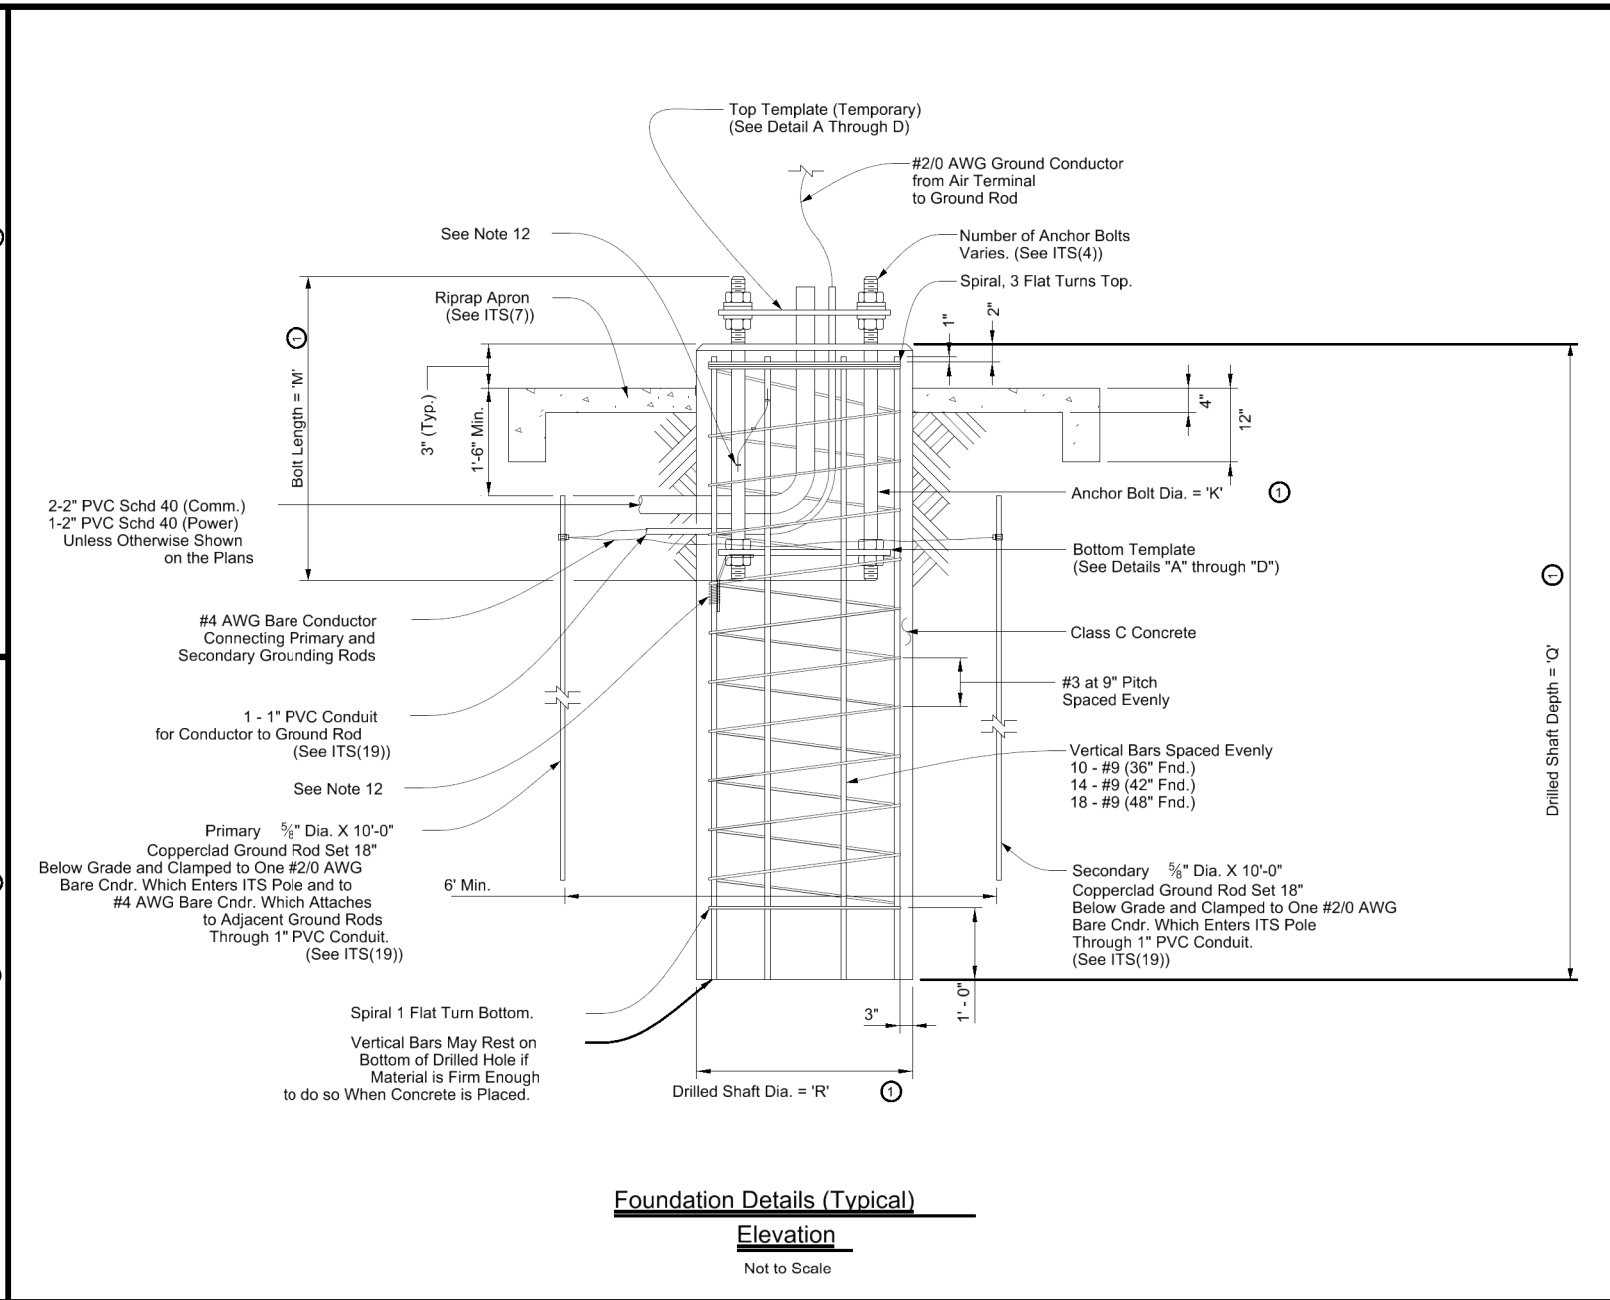 Top Template (Temporary)
(See Detail A Through D)
#2/0 AWG Ground Conductor
from Air Terminal
to Ground Rod
See Note 12
Number of Anchor Bolts
Varies. (See ITS(4))
Spiral, 3 Flat Turns Top.
Riprap Apron
(See ITS(7))
1"
2"
1
Bolt Length = 'M'
3" (Typ.)
1'-6" Min.
4"
12"
2-2" PVC Schd 40 (Comm.)
1-2" PVC Schd 40 (Power)
Unless Otherwise Shown
on the Plans
Anchor Bolt Dia. = 'K'
1
Bottom Template
(See Details "A" through "D")
1
Drilled Shaft Depth = 'Q'
#4 AWG Bare Conductor
Connecting Primary and
Secondary Grounding Rods
Class C Concrete
#3 at 9" Pitch
Spaced Evenly
1 - 1" PVC Conduit
for Conductor to Ground Rod
(See ITS(19))
Vertical Bars Spaced Evenly
10 - #9 (36" Fnd.)
14 - #9 (42" Fnd.)
18 - #9 (48" Fnd.)
See Note 12
Primary ⅝" Dia. X 10'-0"
Copperclad Ground Rod Set 18"
Below Grade and Clamped to One #2/0 AWG
Bare Cndr. Which Enters ITS Pole and to
#4 AWG Bare Cndr. Which Attaches
to Adjacent Ground Rods
Through 1" PVC Conduit.
(See ITS(19))
6' Min.
Secondary ⅝" Dia. X 10'-0"
Copperclad Ground Rod Set 18"
Below Grade and Clamped to One #2/0 AWG
Bare Cndr. Which Enters ITS Pole
Through 1" PVC Conduit.
(See ITS(19))
Spiral 1 Flat Turn Bottom.
3"
1' - 0"
Vertical Bars May Rest on
Bottom of Drilled Hole if
Material is Firm Enough
to do so When Concrete is Placed.
Drilled Shaft Dia. = 'R'
1
Foundation Details (Typical)
Elevation
Not to Scale